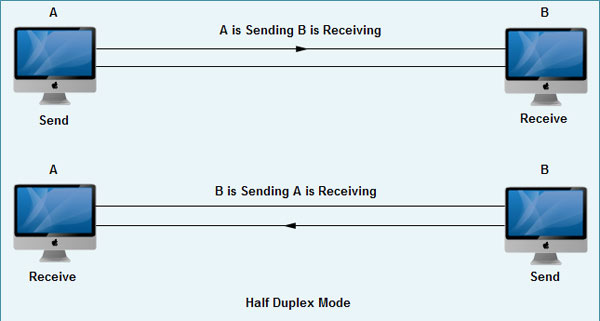 A B
A is Sending B is Receiving
Send Receive
A B
B is Sending A is Receiving
Receive Send
Half Duplex Mode